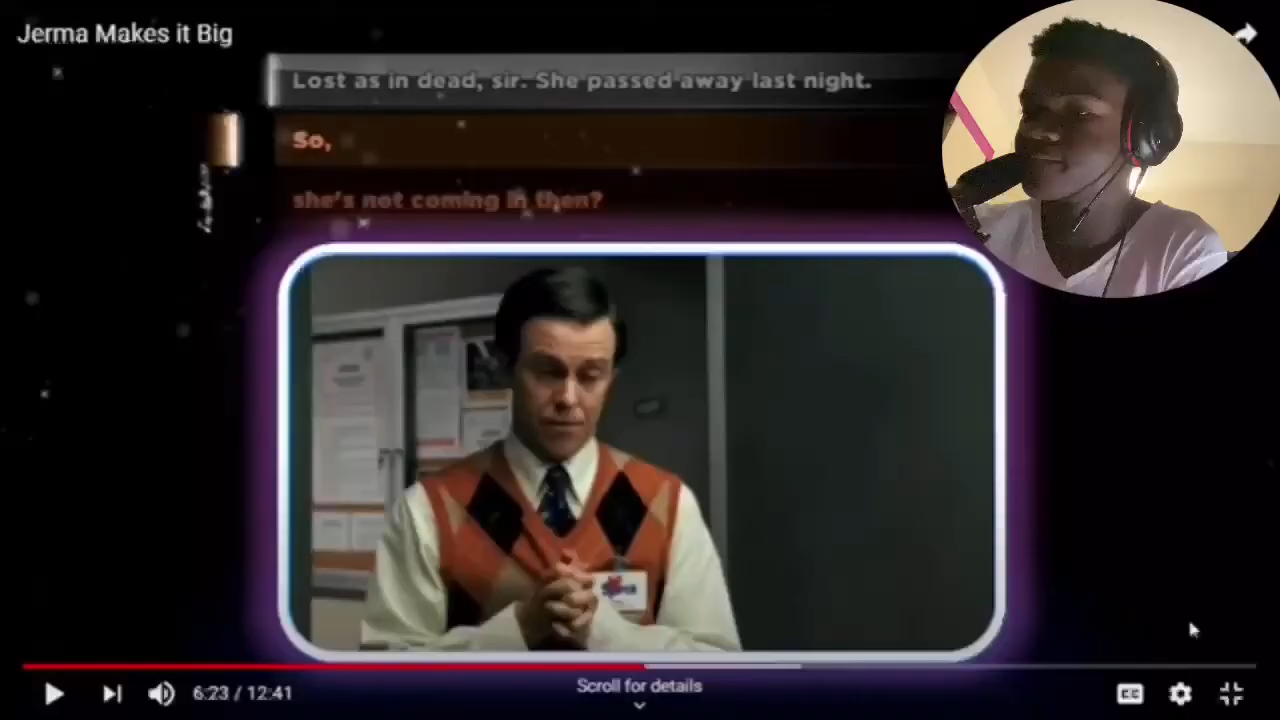 Jerma Makes it Big
Lost as in dead, sir. She passed away last night.
So,
she's not coming in then?
6:23 / 12:41
Scroll for details
CC